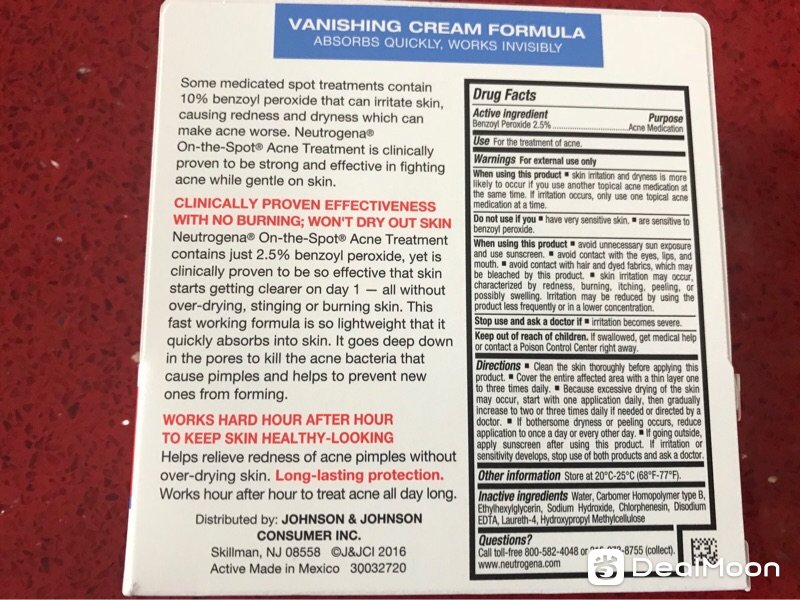 VANISHING CREAM FORMULA
ABSORBS QUICKLY, WORKS INVISIBLY
Some medicated spot treatments contain
10% benzoyl peroxide that can irritate skin,
causing redness and dryness which can
make acne worse. Neutrogena®
On-the-Spot® Acne Treatment is clinically
proven to be strong and effective in fighting
acne while gentle on skin.
CLINICALLY PROVEN EFFECTIVENESS
WITH NO BURNING; WON'T DRY OUT SKIN
Neutrogena® On-the-Spot® Acne Treatment
contains just 2.5% benzoyl peroxide, yet is
clinically proven to be so effective that skin
starts getting clearer on day 1 — all without
over-drying, stinging or burning skin. This
fast working formula is so lightweight that it
quickly absorbs into skin. It goes deep down
in the pores to kill the acne bacteria that
cause pimples and helps to prevent new
ones from forming.
WORKS HARD HOUR AFTER HOUR
TO KEEP SKIN HEALTHY-LOOKING
Helps relieve redness of acne pimples without
over-drying skin. Long-lasting protection.
Works hour after hour to treat acne all day long.
Distributed by: JOHNSON & JOHNSON
CONSUMER INC.
Skillman, NJ 08558 ©J&JCI 2016
Active Made in Mexico 30032720
Drug Facts
Active ingredient Purpose
Benzoyl Peroxide 2.5% ........................ Acne Medication
Use For the treatment of acne.
Warnings For external use only
When using this product ■ skin irritation and dryness is more
likely to occur if you use another topical acne medication at
the same time. If irritation occurs, only use one topical acne
medication at a time.
Do not use if you ■ have very sensitive skin. ■ are sensitive to
benzoyl peroxide.
When using this product ■ avoid unnecessary sun exposure
and use sunscreen. ■ avoid contact with the eyes, lips, and
mouth. ■ avoid contact with hair and dyed fabrics, which may
be bleached by this product. ■ skin irritation may occur,
characterized by redness, burning, itching, peeling, or
possibly swelling. Irritation may be reduced by using the
product less frequently or in a lower concentration.
Stop use and ask a doctor if ■ irritation becomes severe.
Keep out of reach of children. If swallowed, get medical help
or contact a Poison Control Center right away.
Directions ■ Clean the skin thoroughly before applying this
product. ■ Cover the entire affected area with a thin layer one
to three times daily. ■ Because excessive drying of the skin
may occur, start with one application daily, then gradually
increase to two or three times daily if needed or directed by a
doctor. ■ If bothersome dryness or peeling occurs, reduce
application to once a day or every other day. ■ If going outside,
apply sunscreen after using this product. If irritation or
sensitivity develops, stop use of both products and ask a doctor.
Other information Store at 20°C-25°C (68°F-77°F).
Inactive ingredients Water, Carbomer Homopolymer type B,
Ethylhexylglycerin, Sodium Hydroxide, Chlorphenesin, Disodium
EDTA, Laureth-4, Hydroxypropyl Methylcellulose
Questions?
Call toll-free 800-582-4048 or (collect).
www.neutrogena.com
DealMoon